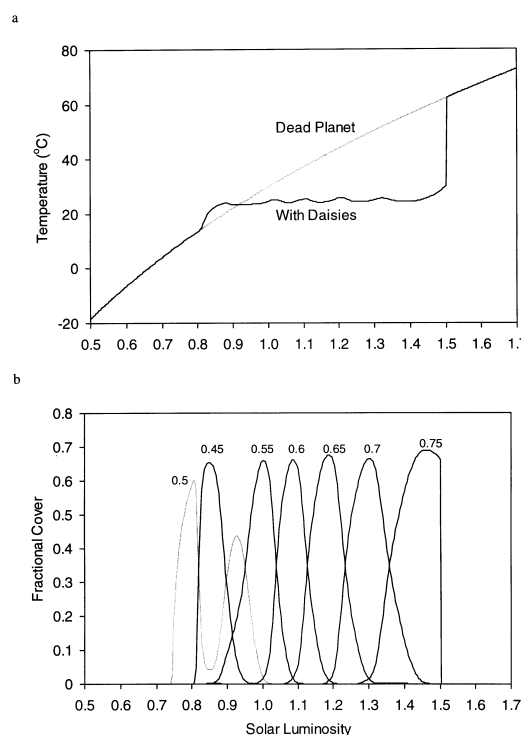 a
80
60
40
20
0
-20
Temperature (°C)
Dead Planet
With Daisies
0.5 0.6 0.7 0.8 0.9 1.0 1.1 1.2 1.3 1.4 1.5 1.6 1.
b
0.8
0.7
0.6
0.5
0.4
0.3
0.2
0.1
0
Fractional Cover
0.5 0.45 0.55 0.6 0.65 0.7 0.75
0.5 0.5 0.7 0.8 0.9 1.0 1.1 1.2 1.3 1.4 1.5 1.6 1.7
Solar Luminosity